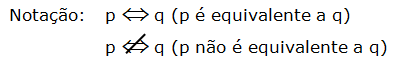 Notação: p ⇔ q (p é equivalente a q)
p ⇎ q (p não é equivalente a q)